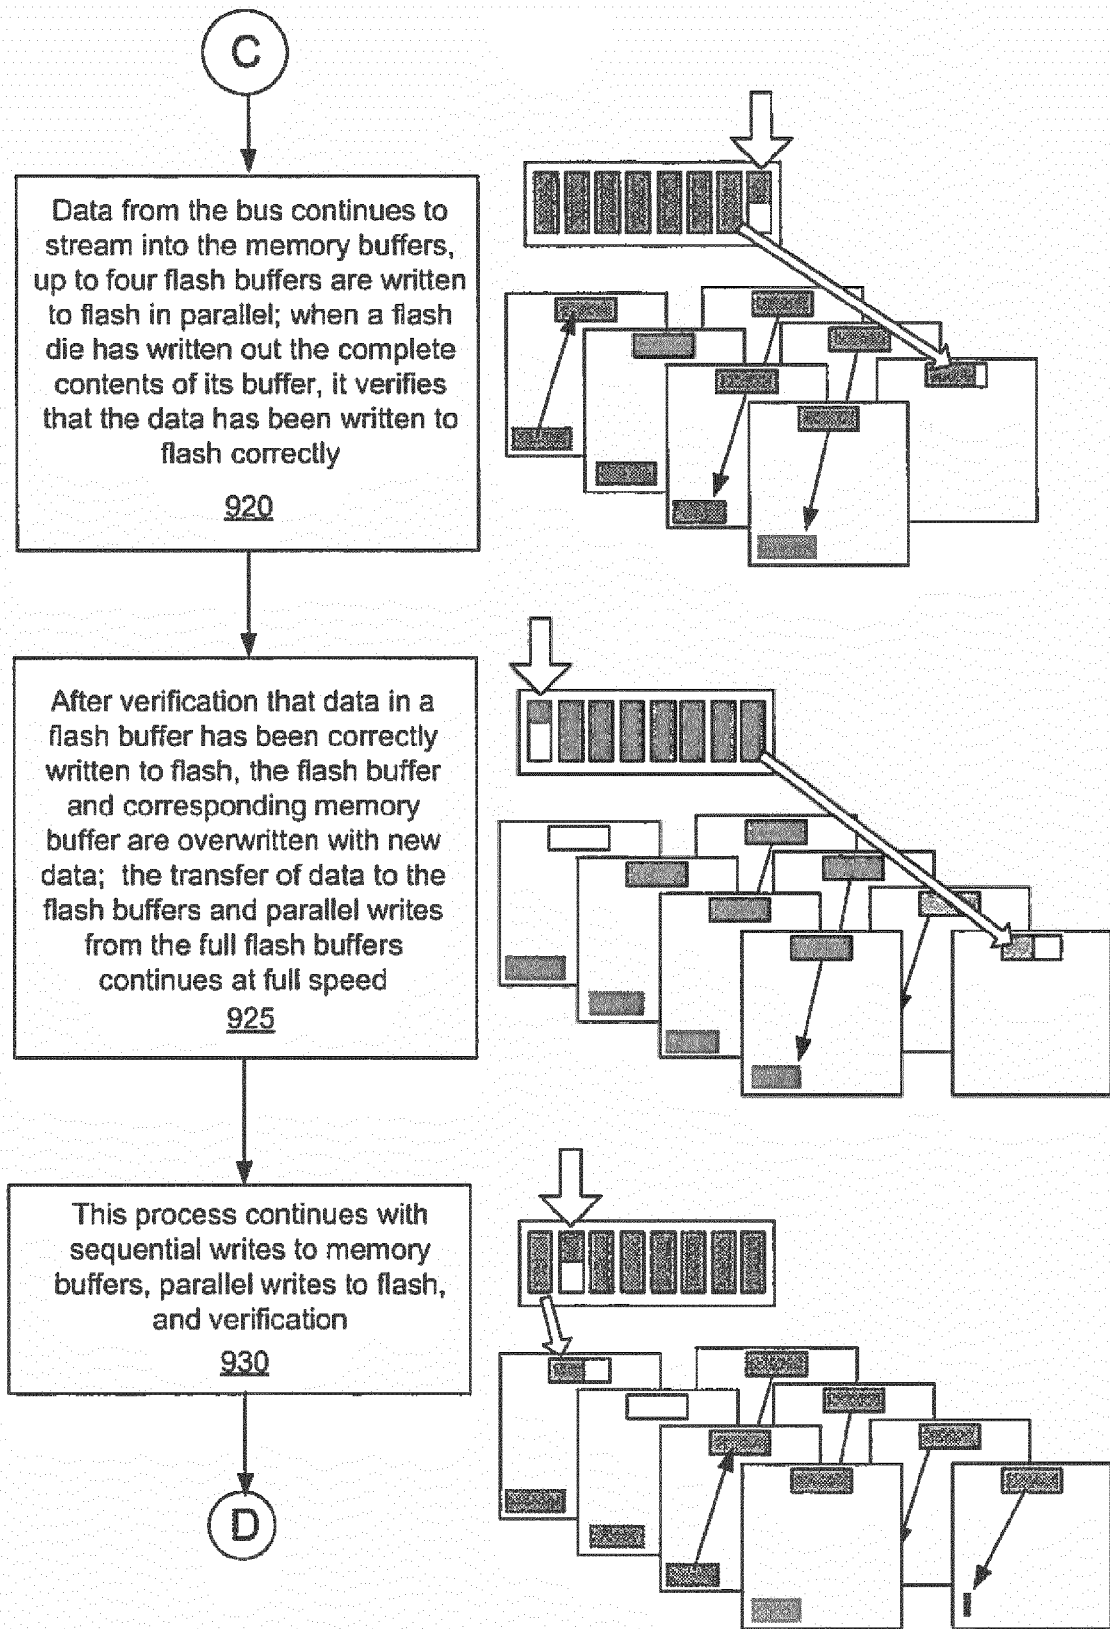 C
Data from the bus continues to
stream into the memory buffers,
up to four flash buffers are written
to flash in parallel; when a flash
die has written out the complete
contents of its buffer, it verifies
that the data has been written to
flash correctly
920
After verification that data in a
flash buffer has been correctly
written to flash, the flash buffer
and corresponding memory
buffer are overwritten with new
data; the transfer of data to the
flash buffers and parallel writes
from the full flash buffers
continues at full speed
925
This process continues with
sequential writes to memory
buffers, parallel writes to flash,
and verification
930
D